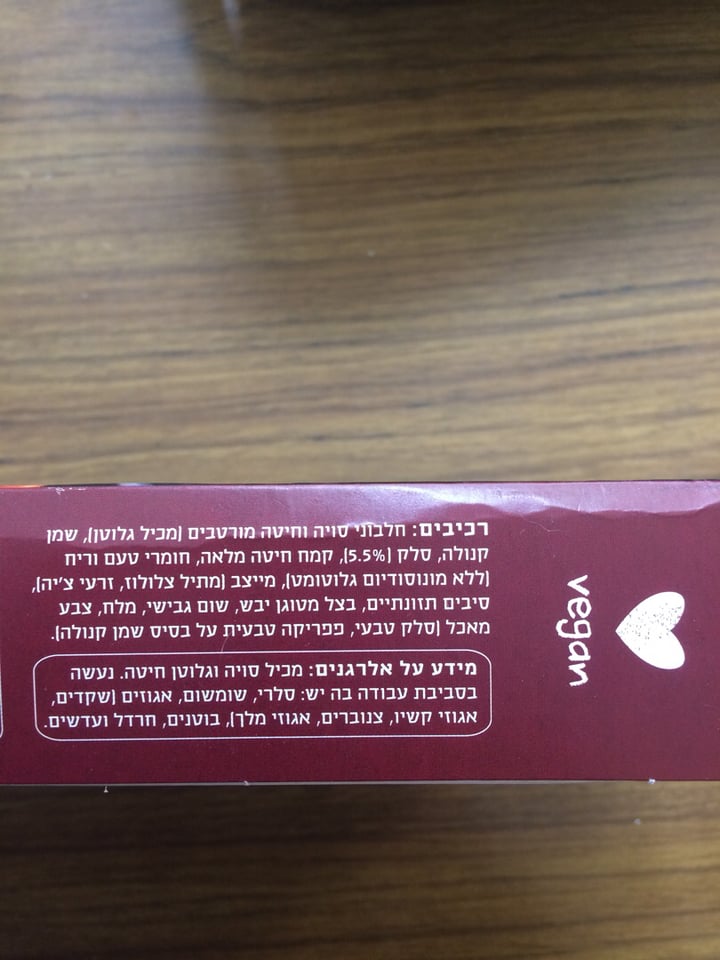 רכיבים: חלבוני סויה וחיטה מורטבים (מכיל גלוטן), שמן
קנולה, סלק (5.5%), קמח חיטה מלאה, חומרי טעם וריח
(ללא מונוסודיום גלוטומט), מייצב (מתיל צלולוז, זרעי צ'יה),
סיבים תזונתיים, בצל מטוגן יבש, שום גבישי, מלח, צבע
מאכל (סלק טבעי, פפריקה טבעית על בסיס שמן קנולה).
מידע על אלרגנים: מכיל סויה וגלוטן חיטה. נעשה
בסביבת עבודה בה יש: סלרי, שומשום, אגוזים (שקדים,
אגוזי קשיו, צנוברים, אגוזי מלך), בוטנים, חרדל ועדשים.
vegan